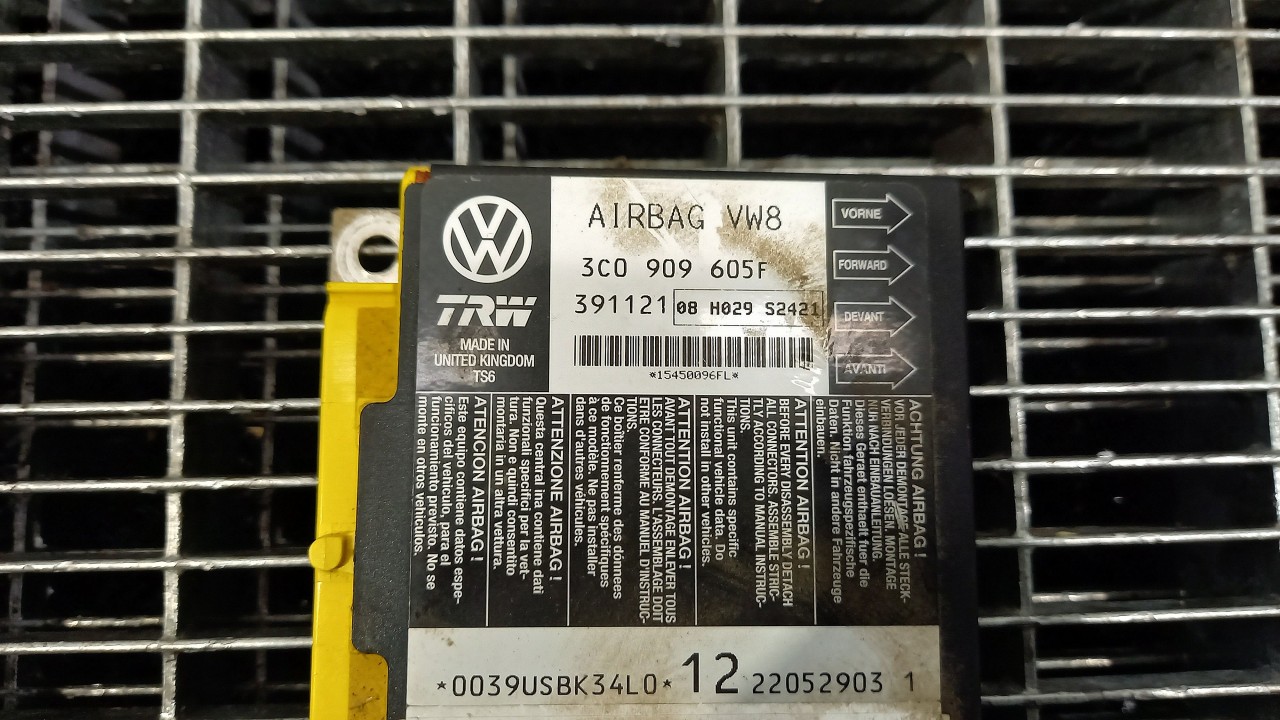 AIRBAG VW8
3C0 909 605F
391121 08 H029 S2421
*15450096FL*
TRW
MADE IN
UNITED KINGDOM
TS6
VORNE
FORWARD
DEVANT
AVANTI
ACHTUNG AIRBAG !
VOR JEDER DEMONTAGE ALLE STECK-
VERBINDUNGEN LOESEN. MONTAGE
NUR NACH EINBAUANLEITUNG.
Dieses Geraet enthaelt fuer die
Funktion fahrzeugspezifische
Daten. Nicht in andere Fahrzeuge
einbauen.
ATTENTION AIRBAG !
BEFORE EVERY DISASSEMBLY DETACH
ALL CONNECTORS. ASSEMBLE STRIC-
TLY ACCORDING TO MANUAL INSTRUC-
TIONS.
This unit contains specific
functional vehicle data. Do
not install in other vehicles.
ATTENTION AIRBAG !
AVANT TOUT DEMONTAGE ENLEVER TOUS
LES CONNECTEURS. L'ASSEMBLAGE DOIT
ETRE CONFORME AU MANUEL D'INSTRUC-
TIONS.
Ce boîtier renferme des données
de fonctionnement spécifiques
à ce modèle. Ne pas installer
dans d'autres véhicules.
ATTENZIONE AIRBAG !
Questa central ina contiene dati
funzionali specifici per la vet-
tura. Non e quindi consentito
montarla in un altra vettura.
ATENCION AIRBAG !
Este equipo contiene datos espe-
cíficos del vehículo, para el
funcionamiento previsto. No se
monte en otros vehículos.
*0039USBK34L0* 12 22052903 1